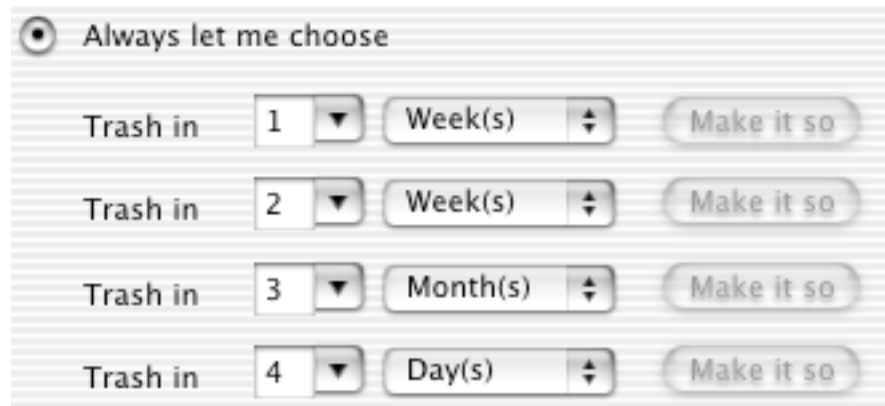 Always let me choose
Trash in 1 Week(s) Make it so
Trash in 2 Week(s) Make it so
Trash in 3 Month(s) Make it so
Trash in 4 Day(s) Make it so